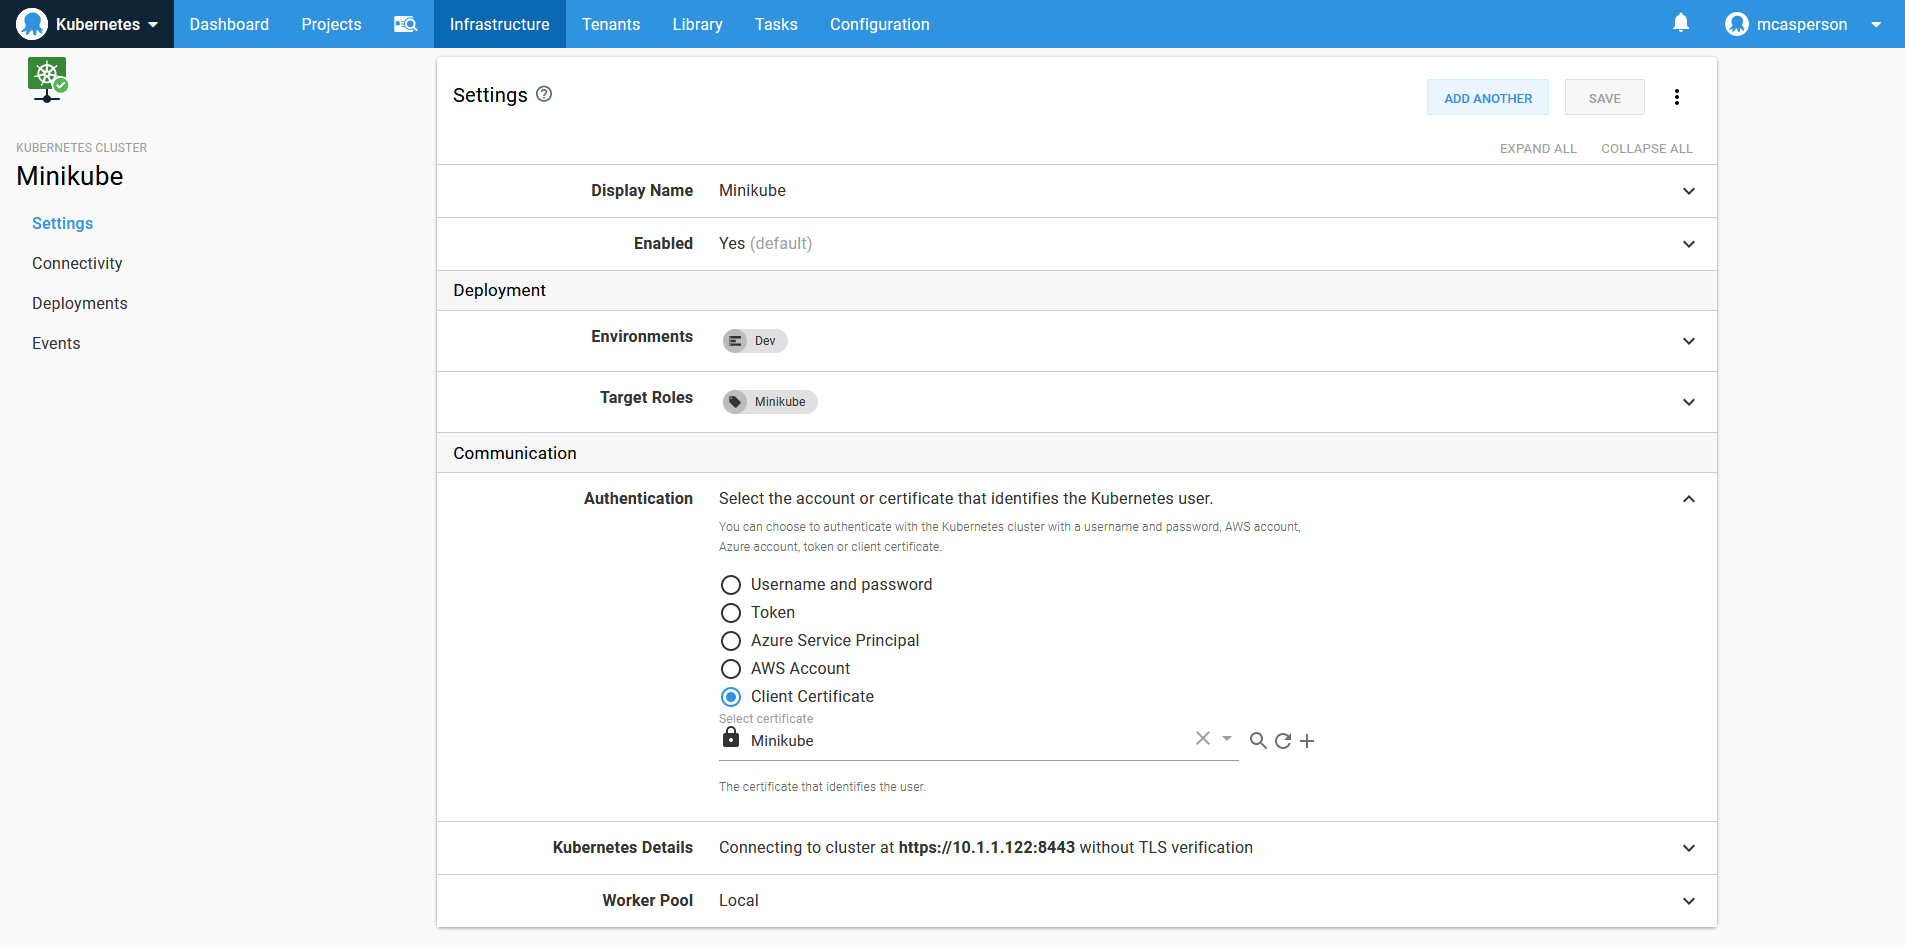 Kubernetes
Dashboard
Projects
Infrastructure
Tenants
Library
Tasks
Configuration
mcasperson
KUBERNETES CLUSTER
Minikube
Settings
Connectivity
Deployments
Events
Settings
ADD ANOTHER
SAVE
EXPAND ALL
COLLAPSE ALL
Display Name Minikube
Enabled Yes (default)
Deployment
Environments Dev
Target Roles Minikube
Communication
Authentication Select the account or certificate that identifies the Kubernetes user.
You can choose to authenticate with the Kubernetes cluster with a username and password, AWS account,
Azure account, token or client certificate.
Username and password
Token
Azure Service Principal
AWS Account
Client Certificate
Select certificate
Minikube
The certificate that identifies the user.
Kubernetes Details Connecting to cluster at https://10.1.1.122:8443 without TLS verification
Worker Pool Local